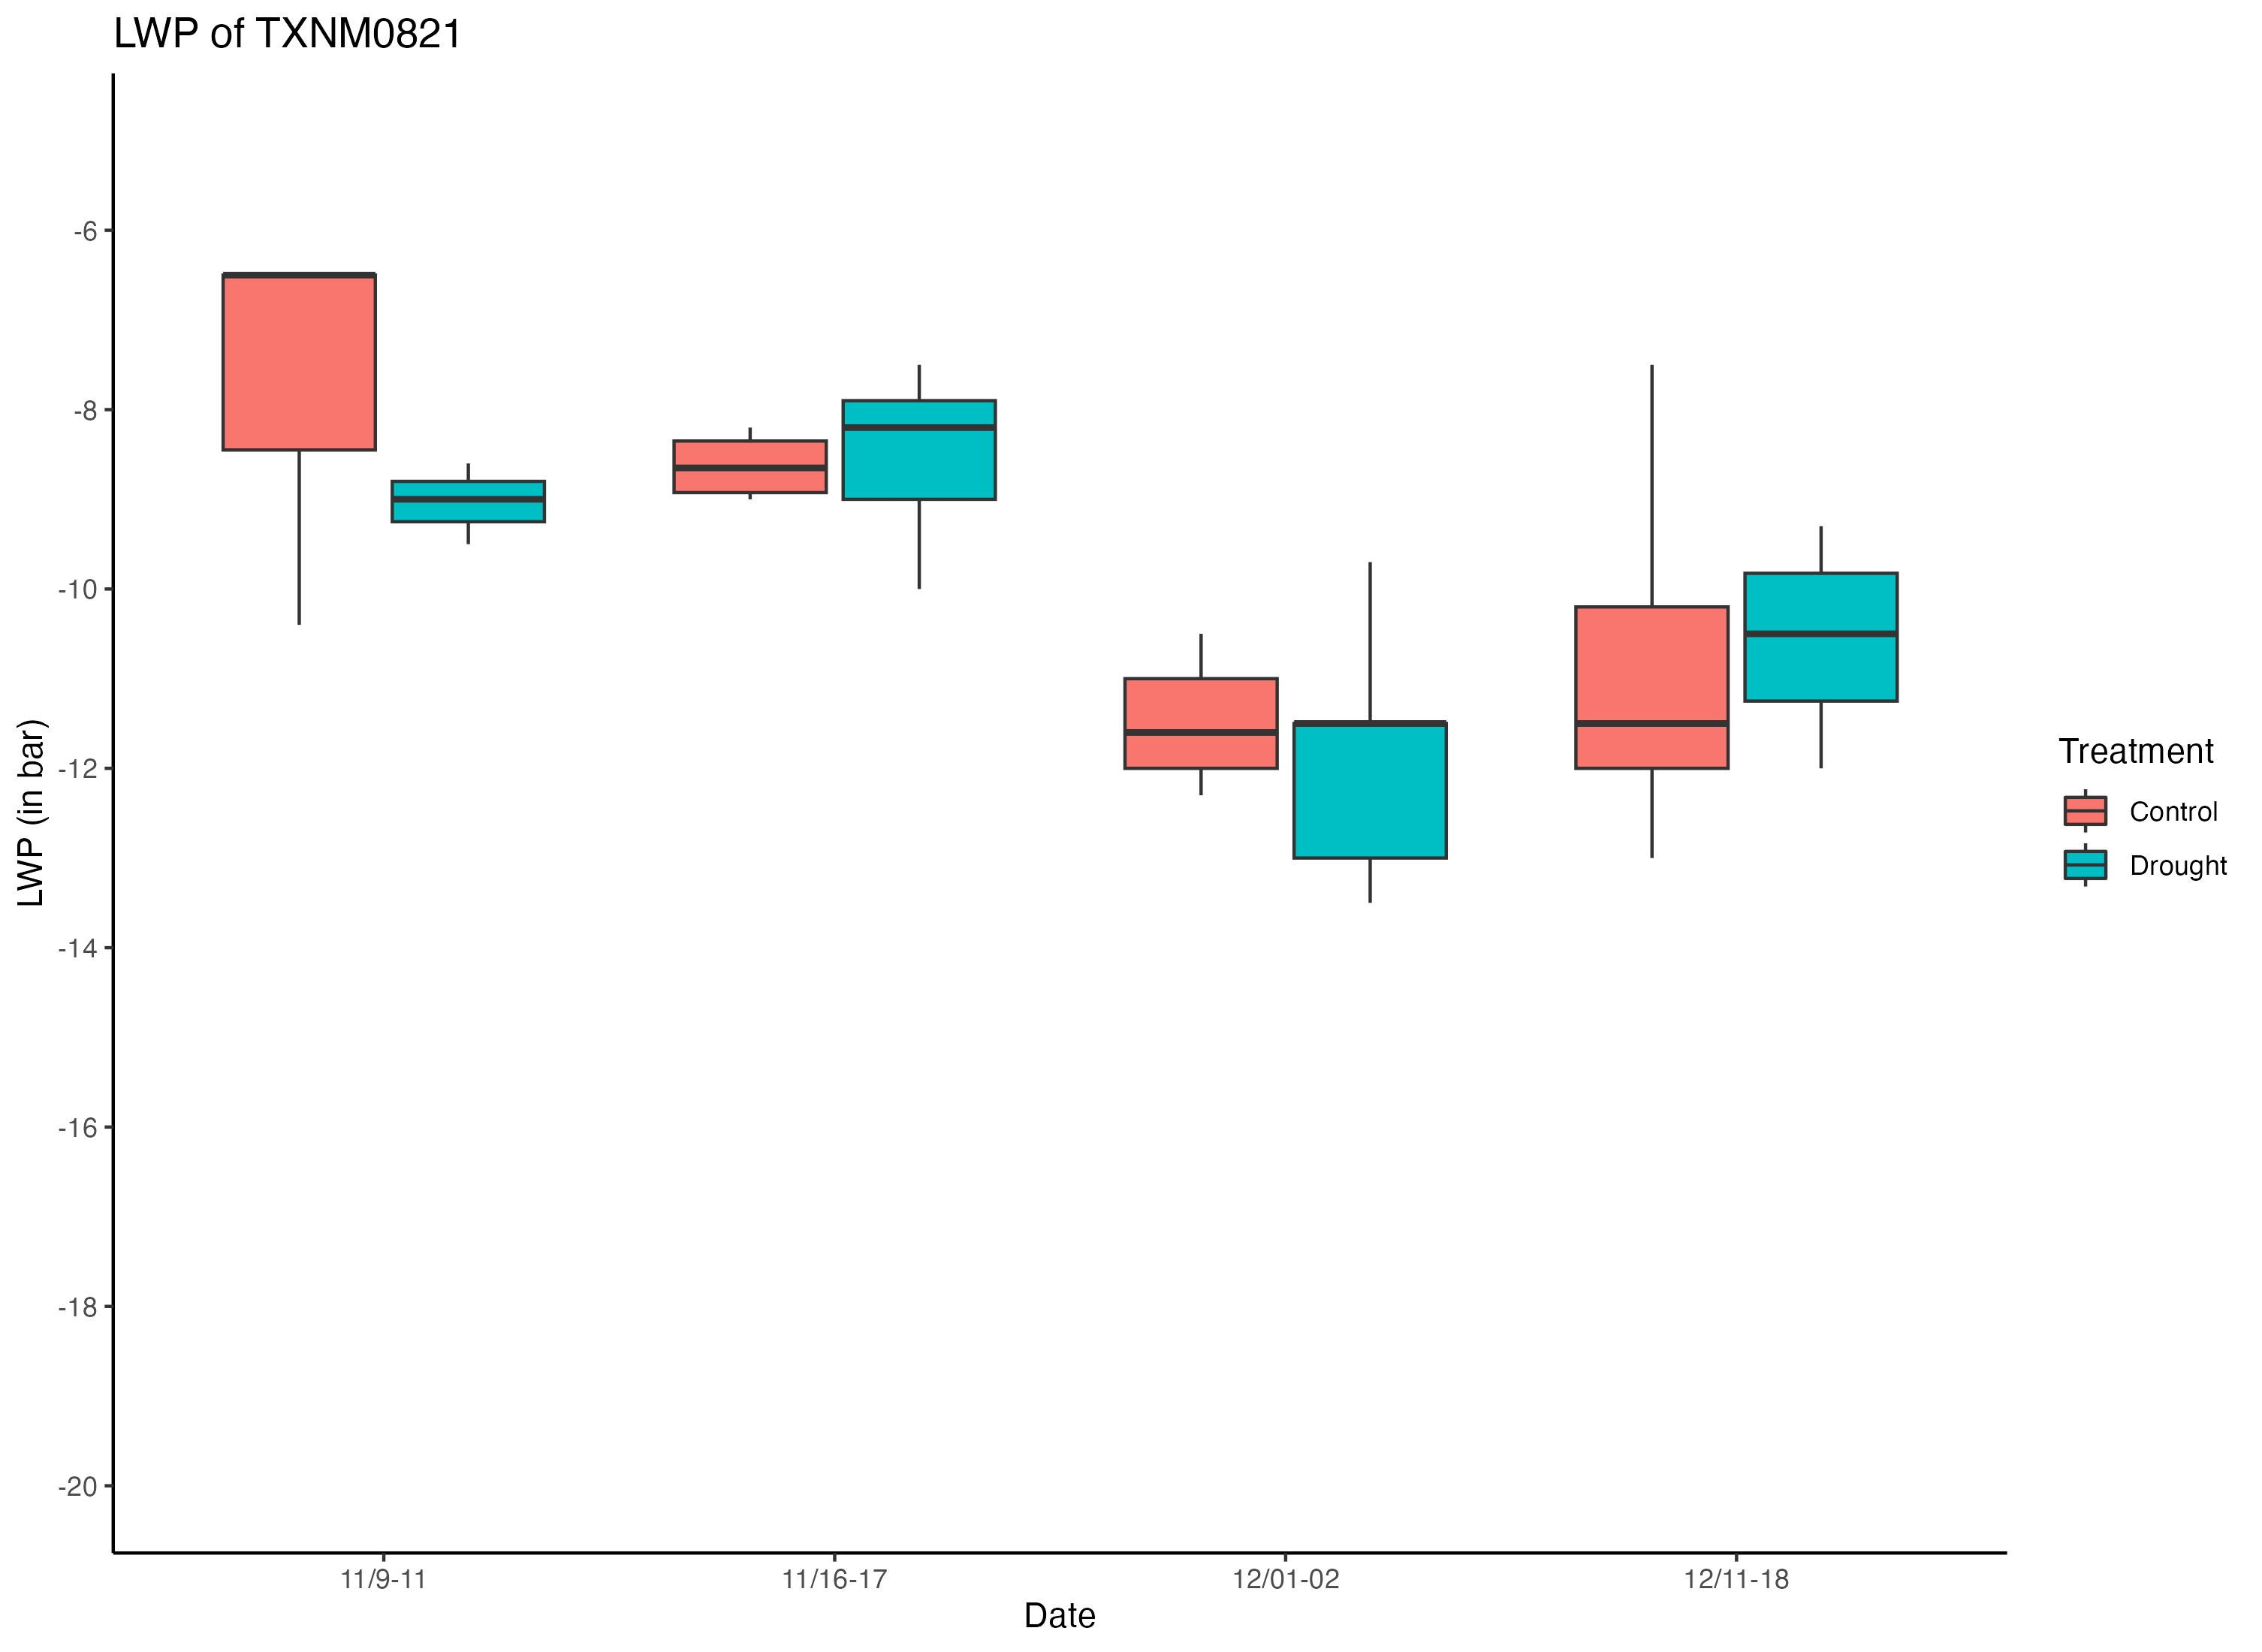 LWP of TXNM0821
LWP (in bar)
-6
-8
-10
-12
-14
-16
-18
-20
11/9-11
11/16-17
12/01-02
12/11-18
Date
Treatment
Control
Drought